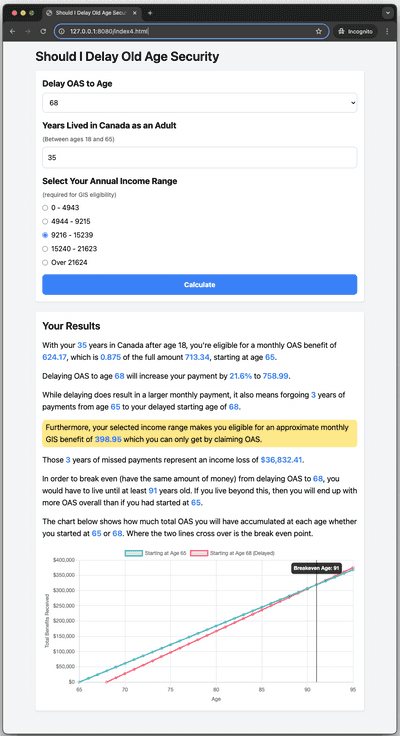 Should I Delay Old Age Secu
127.0.0.1:8080/index4.html
Incognito
Should I Delay Old Age Security
Delay OAS to Age
68
Years Lived in Canada as an Adult
(Between ages 18 and 65)
35
Select Your Annual Income Range
(required for GIS eligibility)
0 - 4943
4944 - 9215
9216 - 15239
15240 - 21623
Over 21624
Calculate
Your Results
With your 35 years in Canada after age 18, you're eligible for a monthly OAS benefit of
624.17, which is 0.875 of the full amount 713.34, starting at age 65.
Delaying OAS to age 68 will increase your payment by 21.6% to 758.99.
While delaying does result in a larger monthly payment, it also means forgoing 3 years of
payments from age 65 to your delayed starting age of 68.
Furthermore, your selected income range makes you eligible for an approximate monthly
GIS benefit of 398.95 which you can only get by claiming OAS.
Those 3 years of missed payments represent an income loss of $36,832.41.
In order to break even (have the same amount of money) from delaying OAS to 68, you
would have to live until at least 91 years old. If you live beyond this, then you will end up with
more OAS overall than if you had started at 65.
The chart below shows how much total OAS you will have accumulated at each age whether
you started at 65 or 68. Where the two lines cross over is the break even point.
Starting at Age 65
Starting at Age 68 (Delayed)
Total Benefits Received
$400,000
$350,000
$300,000
$250,000
$200,000
$150,000
$100,000
$50,000
$0
Breakeven Age: 91
65 70 75 80 85 90 95
Age